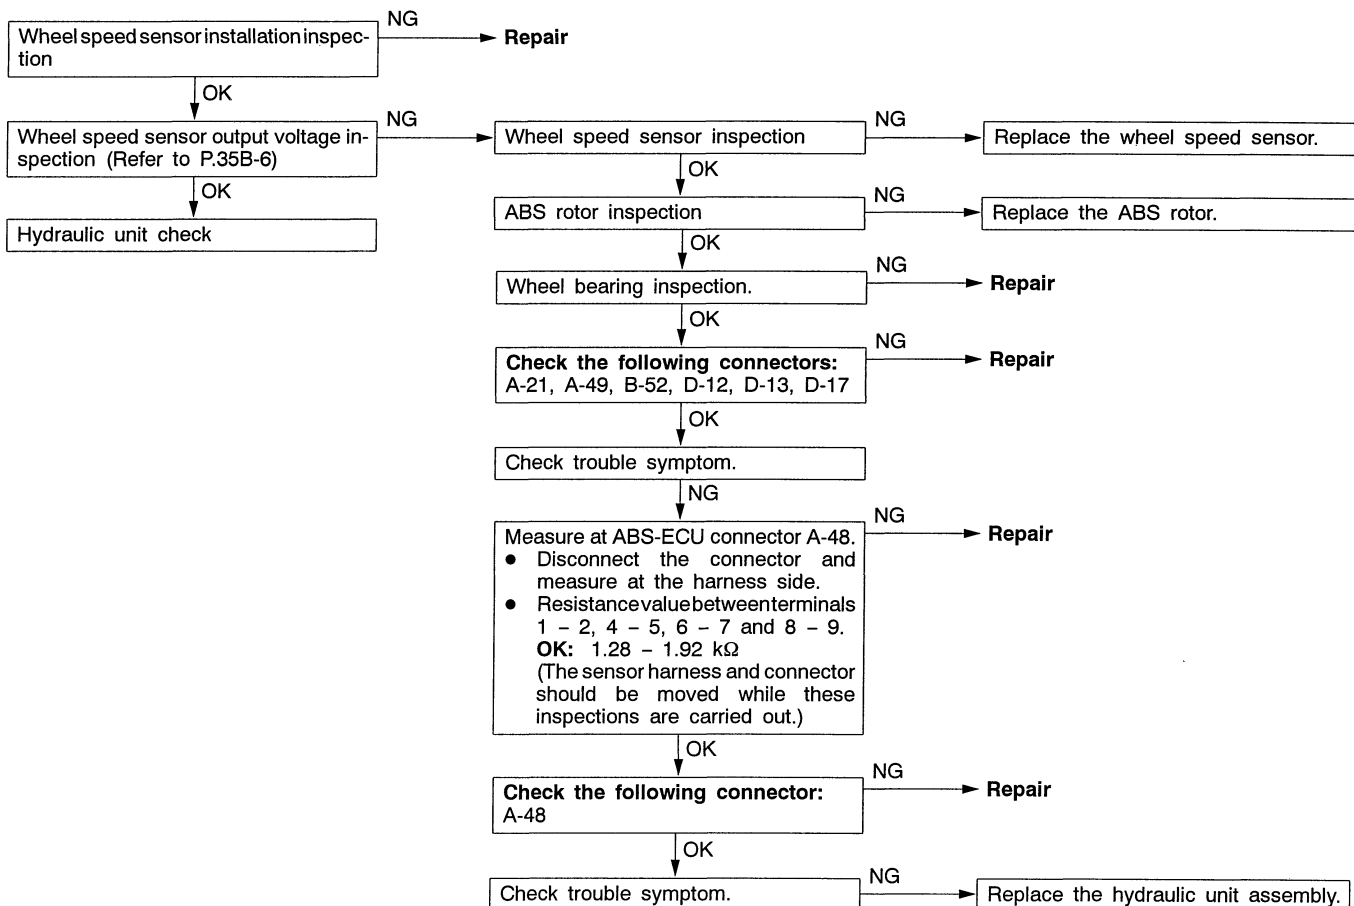 NG
Wheel speed sensor installation inspec-
tion
Repair
OK
Wheel speed sensor output voltage in-
spection (Refer to P.35B-6)
NG
Wheel speed sensor inspection
NG
Replace the wheel speed sensor.
OK
OK
Hydraulic unit check
ABS rotor inspection
NG
Replace the ABS rotor.
OK
Wheel bearing inspection.
NG
Repair
OK
Check the following connectors:
A-21, A-49, B-52, D-12, D-13, D-17
NG
Repair
OK
Check trouble symptom.
NG
Measure at ABS-ECU connector A-48.
● Disconnect the connector and
measure at the harness side.
● Resistance value between terminals
1 – 2, 4 – 5, 6 – 7 and 8 – 9.
OK: 1.28 – 1.92 kΩ
(The sensor harness and connector
should be moved while these
inspections are carried out.)
NG
Repair
OK
Check the following connector:
A-48
NG
Repair
OK
Check trouble symptom.
NG
Replace the hydraulic unit assembly.